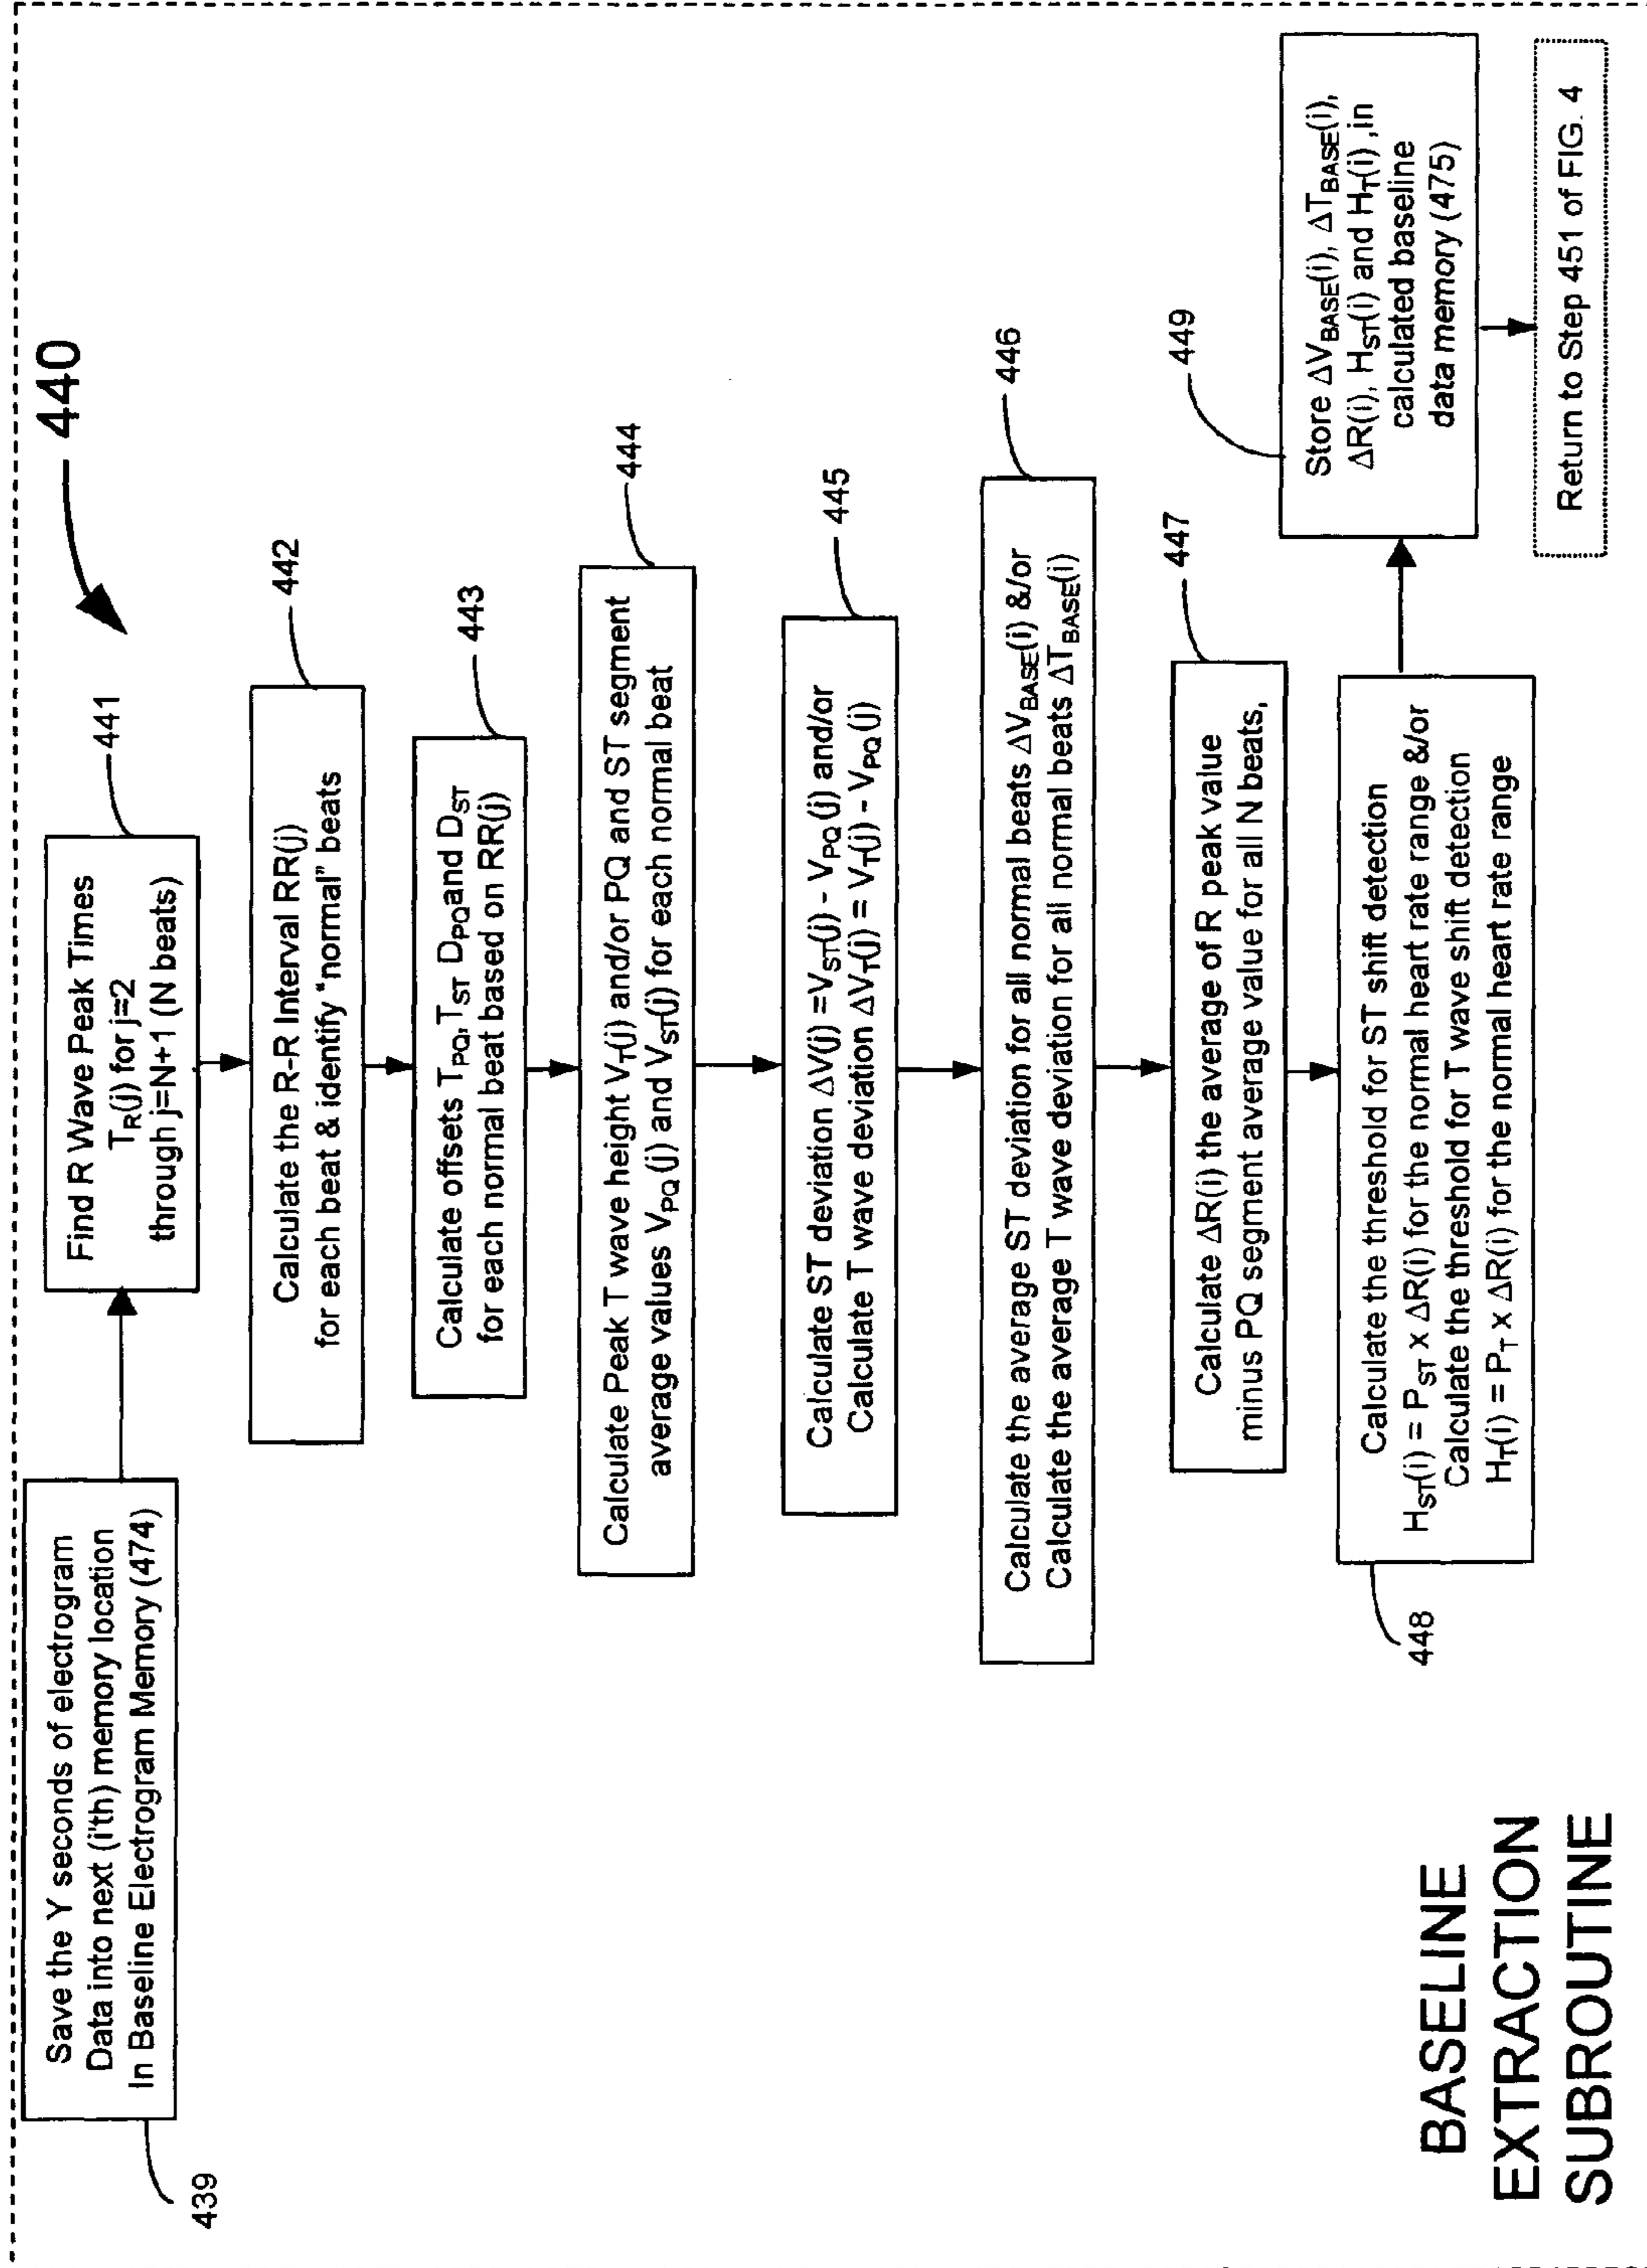 440
Save the Y seconds of electrogram
Data into next (i'th) memory location
In Baseline Electrogram Memory (474)
439
Find R Wave Peak Times
T_R(j) for j=2
through j=N+1 (N beats)
441
Calculate the R-R Interval RR(j)
for each beat & identify "normal" beats
442
Calculate offsets T_PQ, T_ST D_PQ and D_ST
for each normal beat based on RR(j)
443
Calculate Peak T wave height V_T(j) and/or PQ and ST segment
average values V_PQ (j) and V_ST(j) for each normal beat
444
Calculate ST deviation ΔV(j) =V_ST(j) - V_PQ (j) and/or
Calculate T wave deviation ΔV_T(j) = V_T(j) - V_PQ (j)
445
Calculate the average ST deviation for all normal beats ΔV_BASE(i) &/or
Calculate the average T wave deviation for all normal beats ΔT_BASE(i)
446
Calculate ΔR(i) the average of R peak value
minus PQ segment average value for all N beats,
447
Calculate the threshold for ST shift detection
H_ST(i) = P_ST x ΔR(i) for the normal heart rate range &/or
Calculate the threshold for T wave shift detection
H_T(i) = P_T x ΔR(i) for the normal heart rate range
448
Store ΔV_BASE(i), ΔT_BASE(i),
ΔR(i), H_ST(i) and H_T(i) ,in
calculated baseline
data memory (475)
449
Return to Step 451 of FIG. 4
BASELINE
EXTRACTION
SUBROUTINE